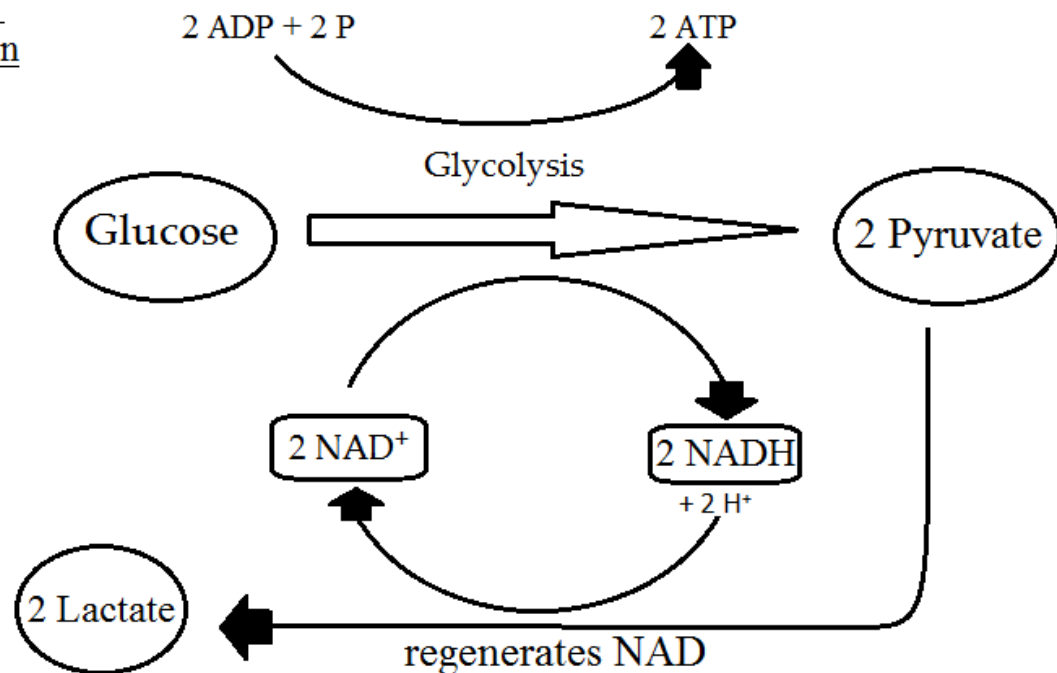 n
2 ADP + 2 P
2 ATP
Glycolysis
Glucose
2 Pyruvate
2 NAD⁺
2 NADH
+ 2 H⁺
2 Lactate
regenerates NAD